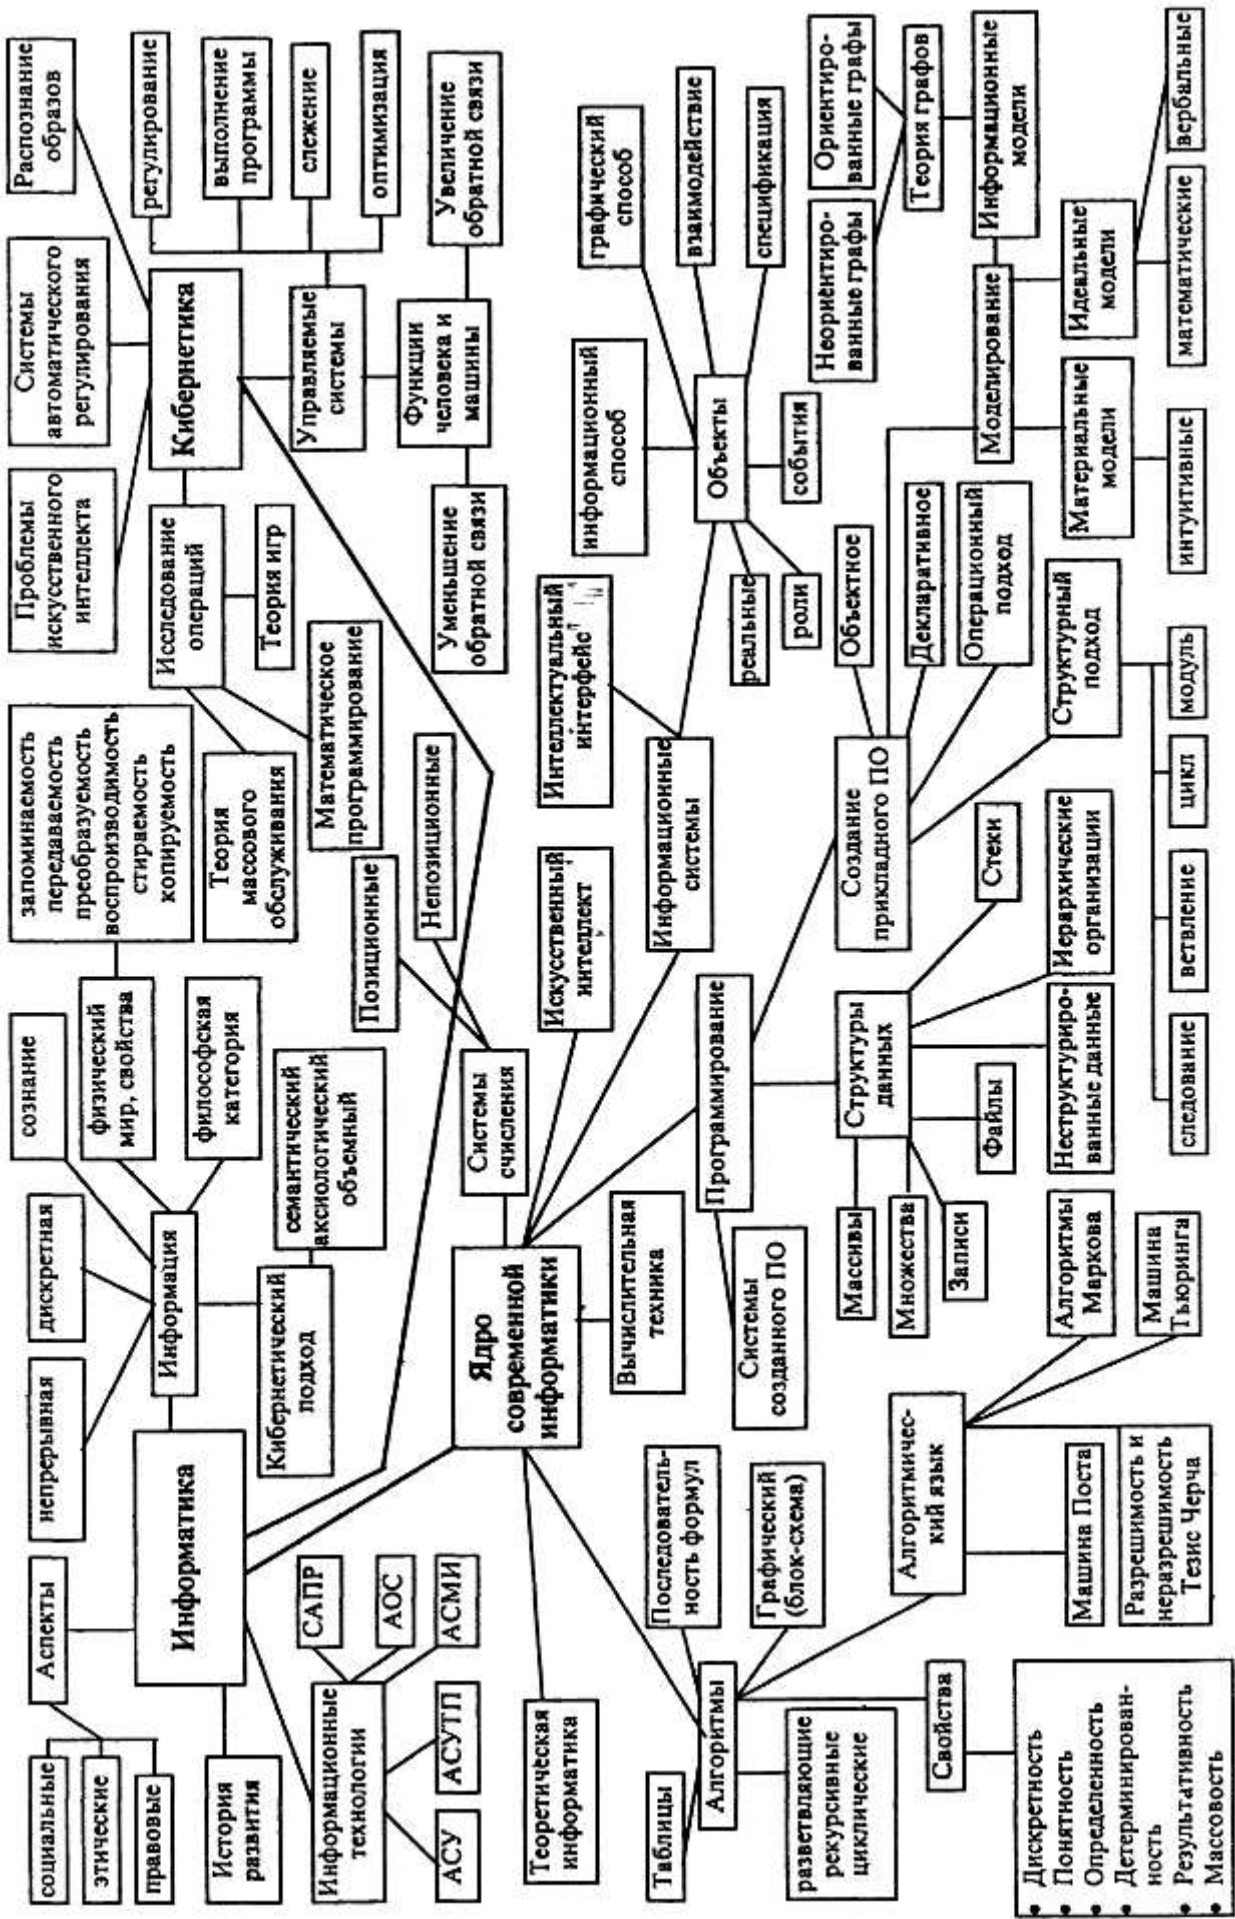 социальные
этические
правовые
Аспекты
История
развития
Информатика
непрерывная
дискретная
сознание
физический
мир, свойства
философская
категория
Информация
Кибернетический
подход
семантический
аксиологический
объемный
запоминаемость
передаваемость
преобразуемость
воспроизводимость
стираемость
копируемость
Проблемы
искусственного
интеллекта
Системы
автоматического
регулирования
Распознание
образов
Кибернетика
регулирование
выполнение
программы
слежение
оптимизация
Управляемые
системы
Исследование
операций
Теория игр
Теория
массового
обслуживания
Математическое
программирование
Функции
человека и
машины
Уменьшение
обратной связи
Увеличение
обратной связи
Информационные
технологии
САПР
АОС
АСМИ
АСУ
АСУТП
Позиционные
Непозиционные
Системы
счисления
Ядро
современной
информатики
Теоретическая
информатика
Вычислительная
техника
Искусственный
интеллект
Интеллектуальный
интерфейс
Информационные
системы
информационный
способ
графический
способ
взаимодействие
спецификация
Объекты
реальные
роли
события
Таблицы
Алгоритмы
Последователь-
ность формул
Графический
(блок-схема)
разветвляющие
рекурсивные
циклические
Свойства
Дискретность
Понятность
Определенность
Детерминирован-
ность
Результативность
Массовость
Алгоритмичес-
кий язык
Машина Поста
Разрешимость и
неразрешимость
Тезис Черча
Алгоритмы
Маркова
Машина
Тьюринга
Программирование
Системы
созданного ПО
Структуры
данных
Массивы
Множества
Записи
Файлы
Неструктуриро-
ванные данные
Иерархические
организации
Стеки
Создание
прикладного ПО
Объектное
Декларативное
Операционный
подход
Структурный
подход
следование
ветвление
цикл
модуль
Моделирование
Материальные
модели
Идеальные
модели
интуитивные
математические
вербальные
Информационные
модели
Теория графов
Неориентиро-
ванные графы
Ориентиро-
ванные графы